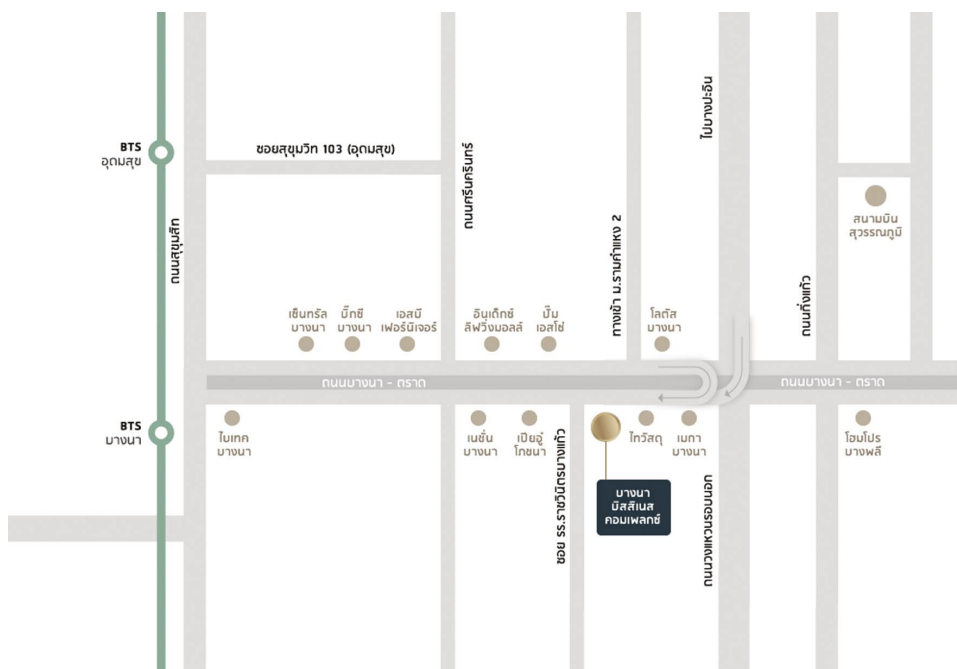 BTS
อุดมสุข
ซอยสุขุมวิท 103 (อุดมสุข)
ถนนสุขุมวิท
ถนนศรีนครินทร์
ทางเข้า ม.รามคำแหง 2
ไปบางปะอิน
ถนนกิ่งแก้ว
สนามบิน
สุวรรณภูมิ
เซ็นทรัล
บางนา
บิ๊กซี
บางนา
เอสบี
เฟอร์นิเจอร์
อินเด็กซ์
ลิฟวิ่งมอลล์
ปั๊ม
เอสโซ่
โลตัส
บางนา
ถนนบางนา - ตราด
ถนนบางนา - ตราด
BTS
บางนา
ไบเทค
บางนา
เนชั่น
บางนา
เปียอู๋
โภชนา
ซอย รร.ราชวินิตบางแก้ว
ไทวัสดุ
เมกา
บางนา
ถนนวงแหวนรอบนอก
โฮมโปร
บางพลี
บางนา
บิสสิเนส
คอมเพลกซ์